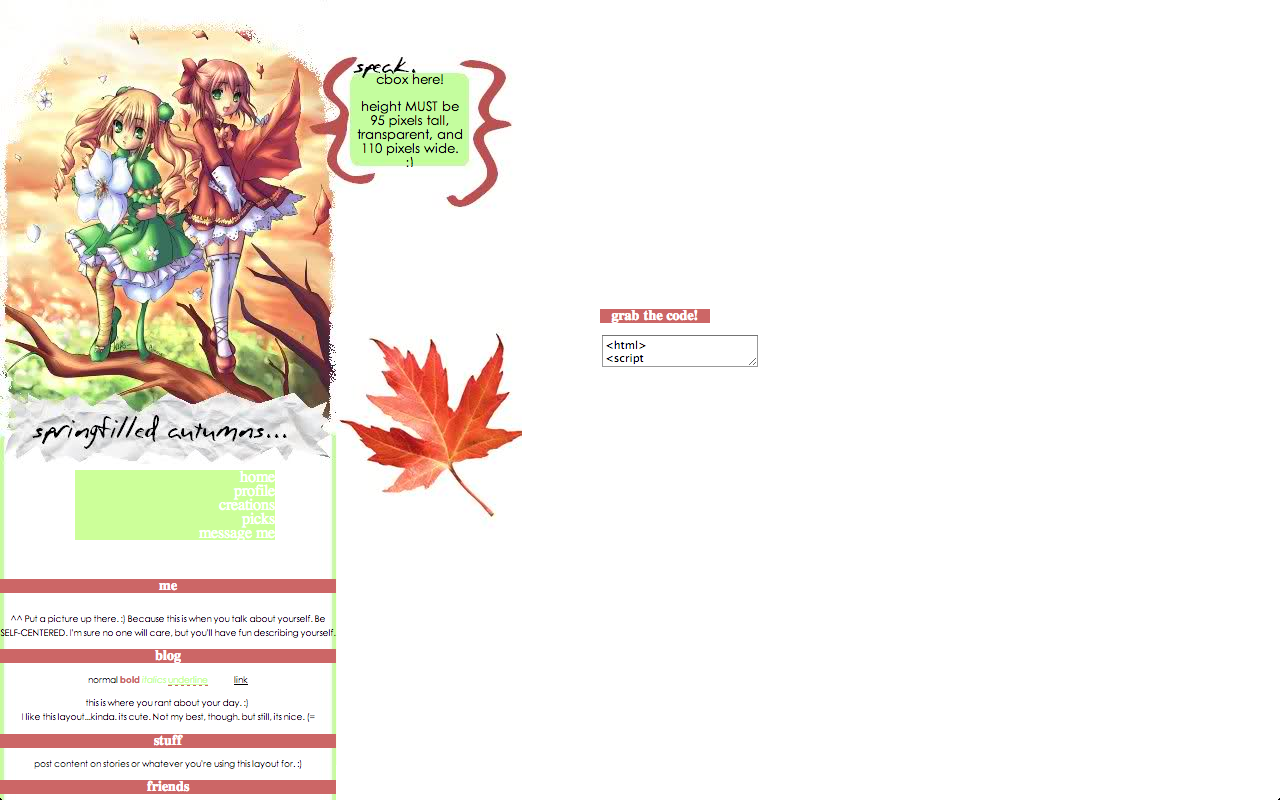 speak.
cbox here!
height MUST be
95 pixels tall,
transparent, and
110 pixels wide.
:)
grab the code!
<html>
<script
springfilled autumns...
home
profile
creations
picks
message me
me
^^ Put a picture up there. :) Because this is when you talk about yourself. Be
SELF-CENTERED. I'm sure no one will care, but you'll have fun describing yourself.
blog
normal bold italics underline link
this is where you rant about your day. :)
I like this layout...kinda. its cute. Not my best, though. but still, its nice. (=
stuff
post content on stories or whatever you're using this layout for. :)
friends